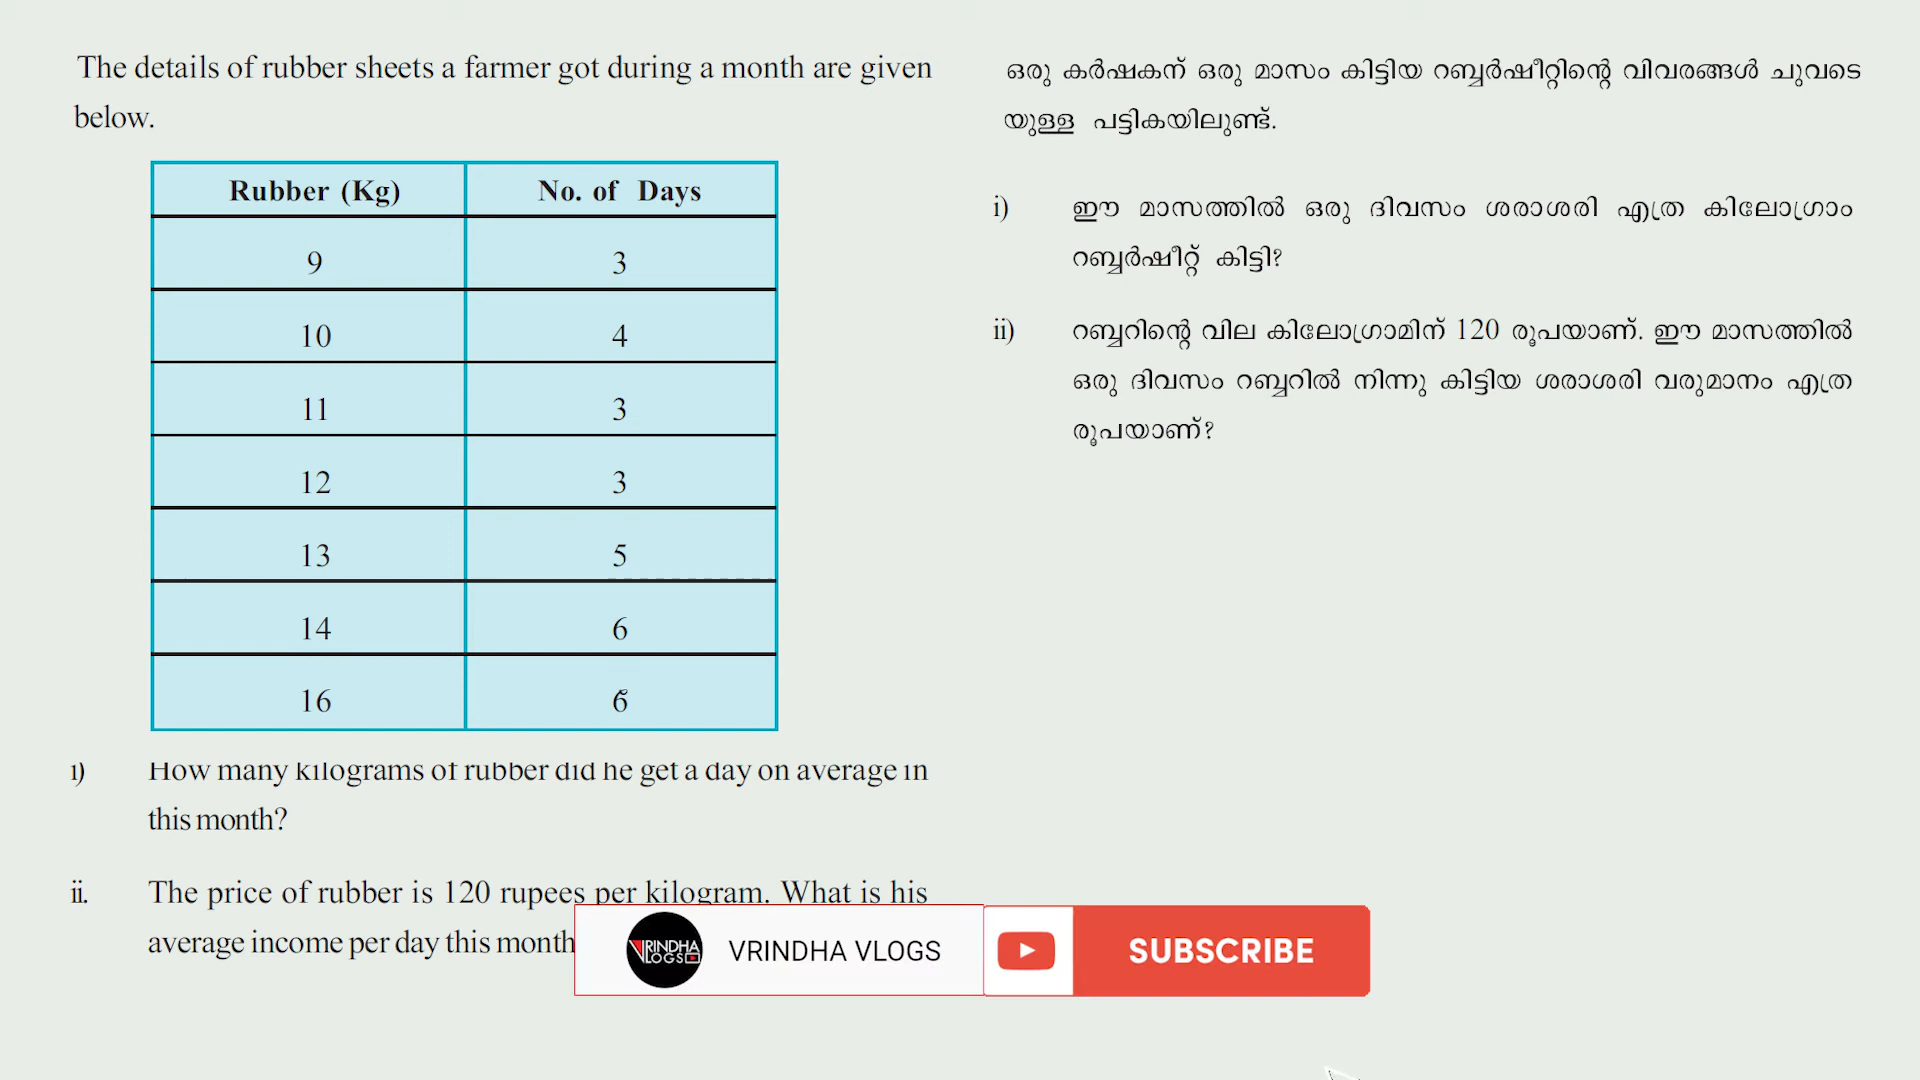 The details of rubber sheets a farmer got during a month are given
below.
Rubber (Kg) No. of Days
9 3
10 4
11 3
12 3
13 5
14 6
16 6
i) How many kilograms of rubber did he get a day on average in
this month?
ii. The price of rubber is 120 rupees per kilogram. What is his
average income per day this month
ഒരു കർഷകന് ഒരു മാസം കിട്ടിയ റബ്ബർഷീറ്റിന്റെ വിവരങ്ങൾ ചുവടെ
യുള്ള പട്ടികയിലുണ്ട്.
i) ഈ മാസത്തിൽ ഒരു ദിവസം ശരാശരി എത്ര കിലോഗ്രാം
റബ്ബർഷീറ്റ് കിട്ടി?
ii) റബ്ബറിന്റെ വില കിലോഗ്രാമിന് 120 രൂപയാണ്. ഈ മാസത്തിൽ
ഒരു ദിവസം റബ്ബറിൽ നിന്നു കിട്ടിയ ശരാശരി വരുമാനം എത്ര
രൂപയാണ്?
VRINDHA
VLOGS
VRINDHA VLOGS
SUBSCRIBE